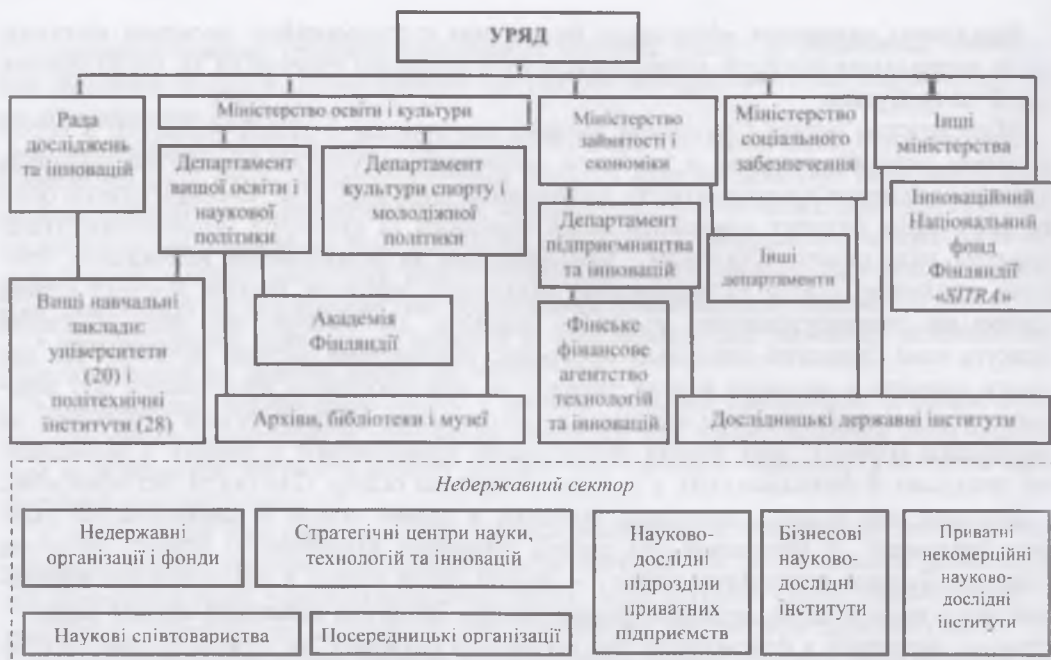 УРЯД
Рада
досліджень
та інновацій
Міністерство освіти і культури
Департамент
вищої освіти і
наукової
політики
Департамент
культури спорту і
молодіжної
політики
Міністерство
зайнятості і
економіки
Міністерство
соціального
забезпечення
Інші
міністерства
Департамент
підприємництва
та інновацій
Інші
департаменти
Інноваційний
Національний
фонд
Фінляндії
«SITRA»
Вищі навчальні
заклади:
університети
(20) і
політехнічні
інститути (28)
Академія
Фінляндії
Архіви, бібліотеки і музеї
Фінське
фінансове
агентство
технологій
та інновацій
Дослідницькі державні інститути
Недержавний сектор
Недержавні
організації і фонди
Стратегічні центри науки,
технологій та інновацій
Науково-
дослідні
підрозділи
приватних
підприємств
Бізнесові
науково-
дослідні
інститути
Приватні
некомерційні
науково-
дослідні
інститути
Наукові співтовариства
Посередницькі організації